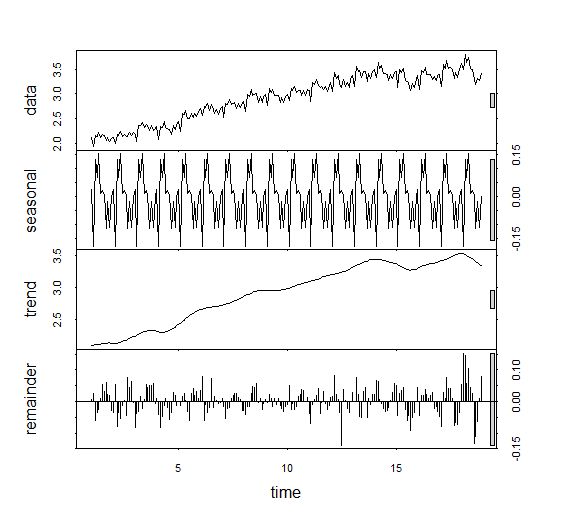 data
2.0 2.5 3.0 3.5
seasonal
-0.15 0.00 0.15
trend
2.5 3.0 3.5
remainder
-0.15 0.00 0.10
5 10 15
time